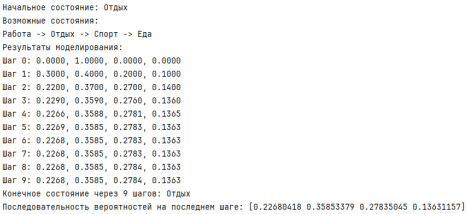 Начальное состояние: Отдых
Возможные состояния:
Работа -> Отдых -> Спорт -> Еда
Результаты моделирования:
Шаг 0: 0.0000, 1.0000, 0.0000, 0.0000
Шаг 1: 0.3000, 0.4000, 0.2000, 0.1000
Шаг 2: 0.2200, 0.3700, 0.2700, 0.1400
Шаг 3: 0.2290, 0.3590, 0.2760, 0.1360
Шаг 4: 0.2266, 0.3588, 0.2781, 0.1365
Шаг 5: 0.2269, 0.3585, 0.2783, 0.1363
Шаг 6: 0.2268, 0.3585, 0.2783, 0.1363
Шаг 7: 0.2268, 0.3585, 0.2784, 0.1363
Шаг 8: 0.2268, 0.3585, 0.2784, 0.1363
Шаг 9: 0.2268, 0.3585, 0.2784, 0.1363
Конечное состояние через 9 шагов: Отдых
Последовательность вероятностей на последнем шаге: [0.22680418 0.35853379 0.27835045 0.13631157]